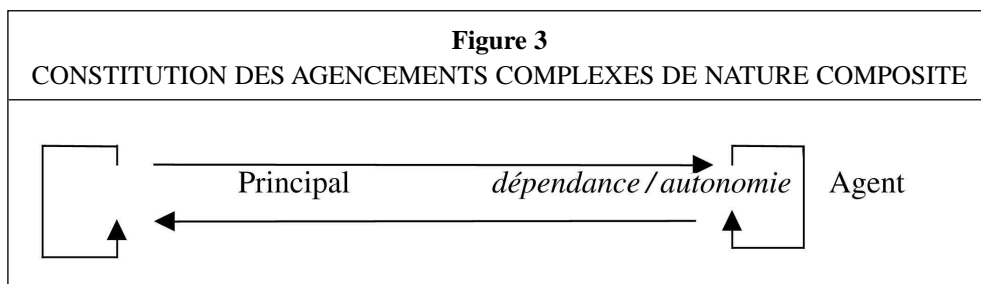 Figure 3
CONSTITUTION DES AGENCEMENTS COMPLEXES DE NATURE COMPOSITE
Principal dépendance / autonomie Agent